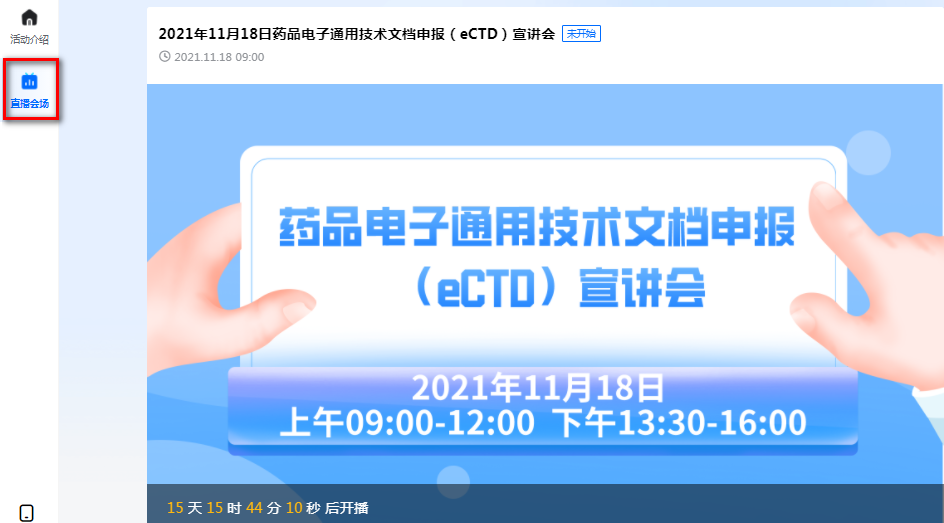 活动介绍
直播会场
2021年11月18日药品电子通用技术文档申报（eCTD）宣讲会 未开始
2021.11.18 09:00
药品电子通用技术文档申报
（eCTD）宣讲会
2021年11月18日
上午09:00-12:00 下午13:30-16:00
15 天 15 时 44 分 10 秒 后开播